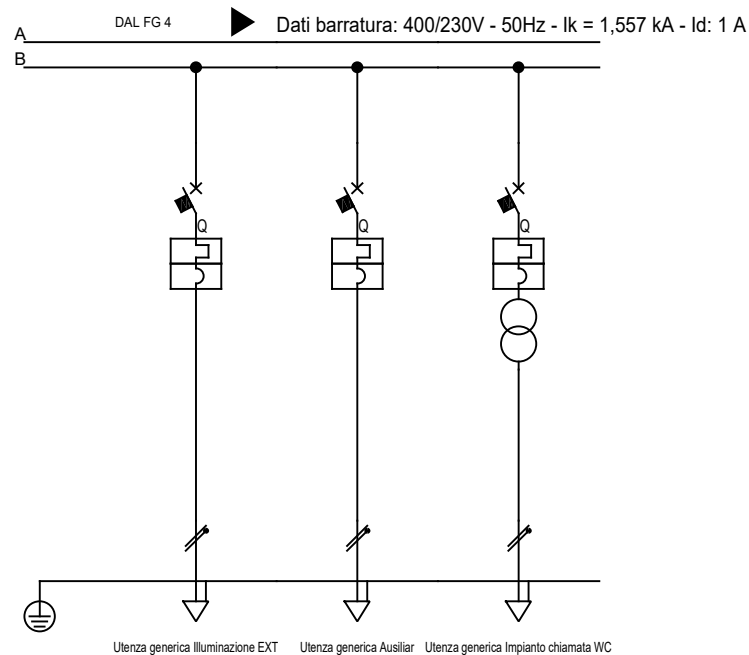 DAL FG 4
Dati barratura: 400/230V - 50Hz - Ik = 1,557 kA - Id: 1 A
A
B
Q
Q
Q
Utenza generica Illuminazione EXT
Utenza generica Ausiliar
Utenza generica Impianto chiamata WC